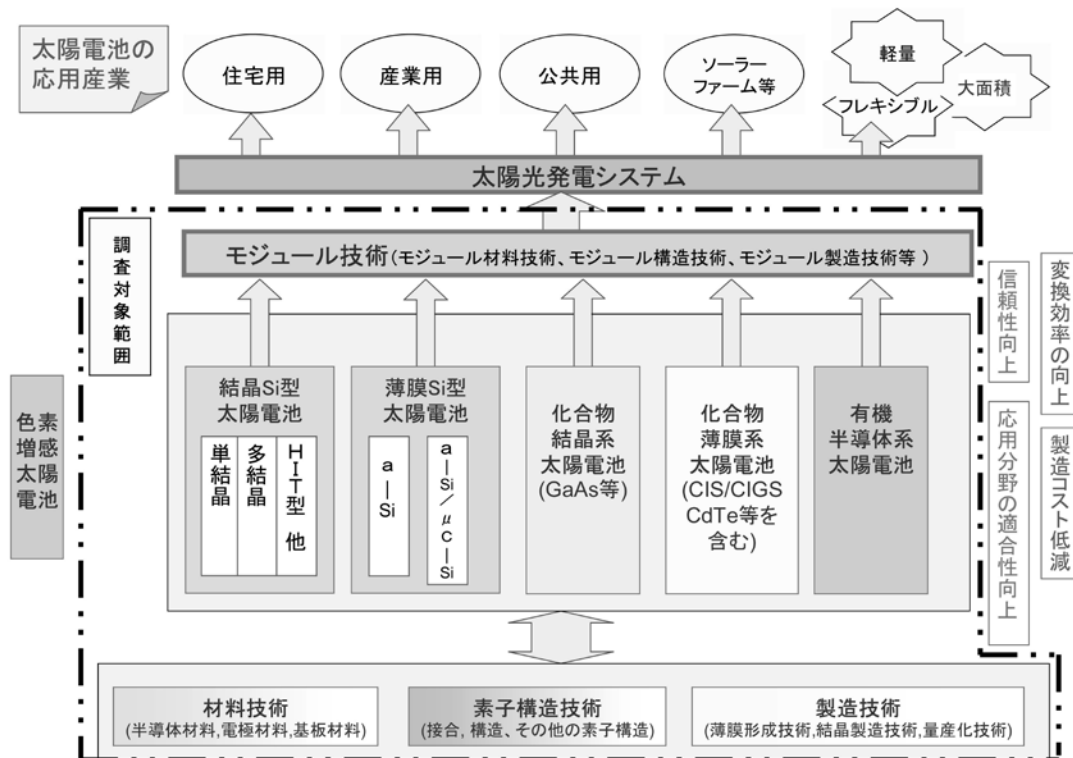 太陽電池の
応用産業
住宅用
産業用
公共用
ソーラー
ファーム等
軽量
フレキシブル
大面積
太陽光発電システム
調査対象範囲
モジュール技術(モジュール材料技術、モジュール構造技術、モジュール製造技術等)
信頼性向上
変換効率の向上
応用分野の適合性向上
製造コスト低減
色素
増感
太陽
電池
結晶Si型
太陽電池
単結晶
多結晶
HIT型 他
薄膜Si型
太陽電池
a-Si
a-Si/μC-Si
化合物
結晶系
太陽電池
(GaAs等)
化合物
薄膜系
太陽電池
(CIS/CIGS
CdTe等を
含む)
有機
半導体系
太陽電池
材料技術
(半導体材料,電極材料,基板材料)
素子構造技術
(接合, 構造、その他の素子構造)
製造技術
(薄膜形成技術,結晶製造技術,量産化技術)